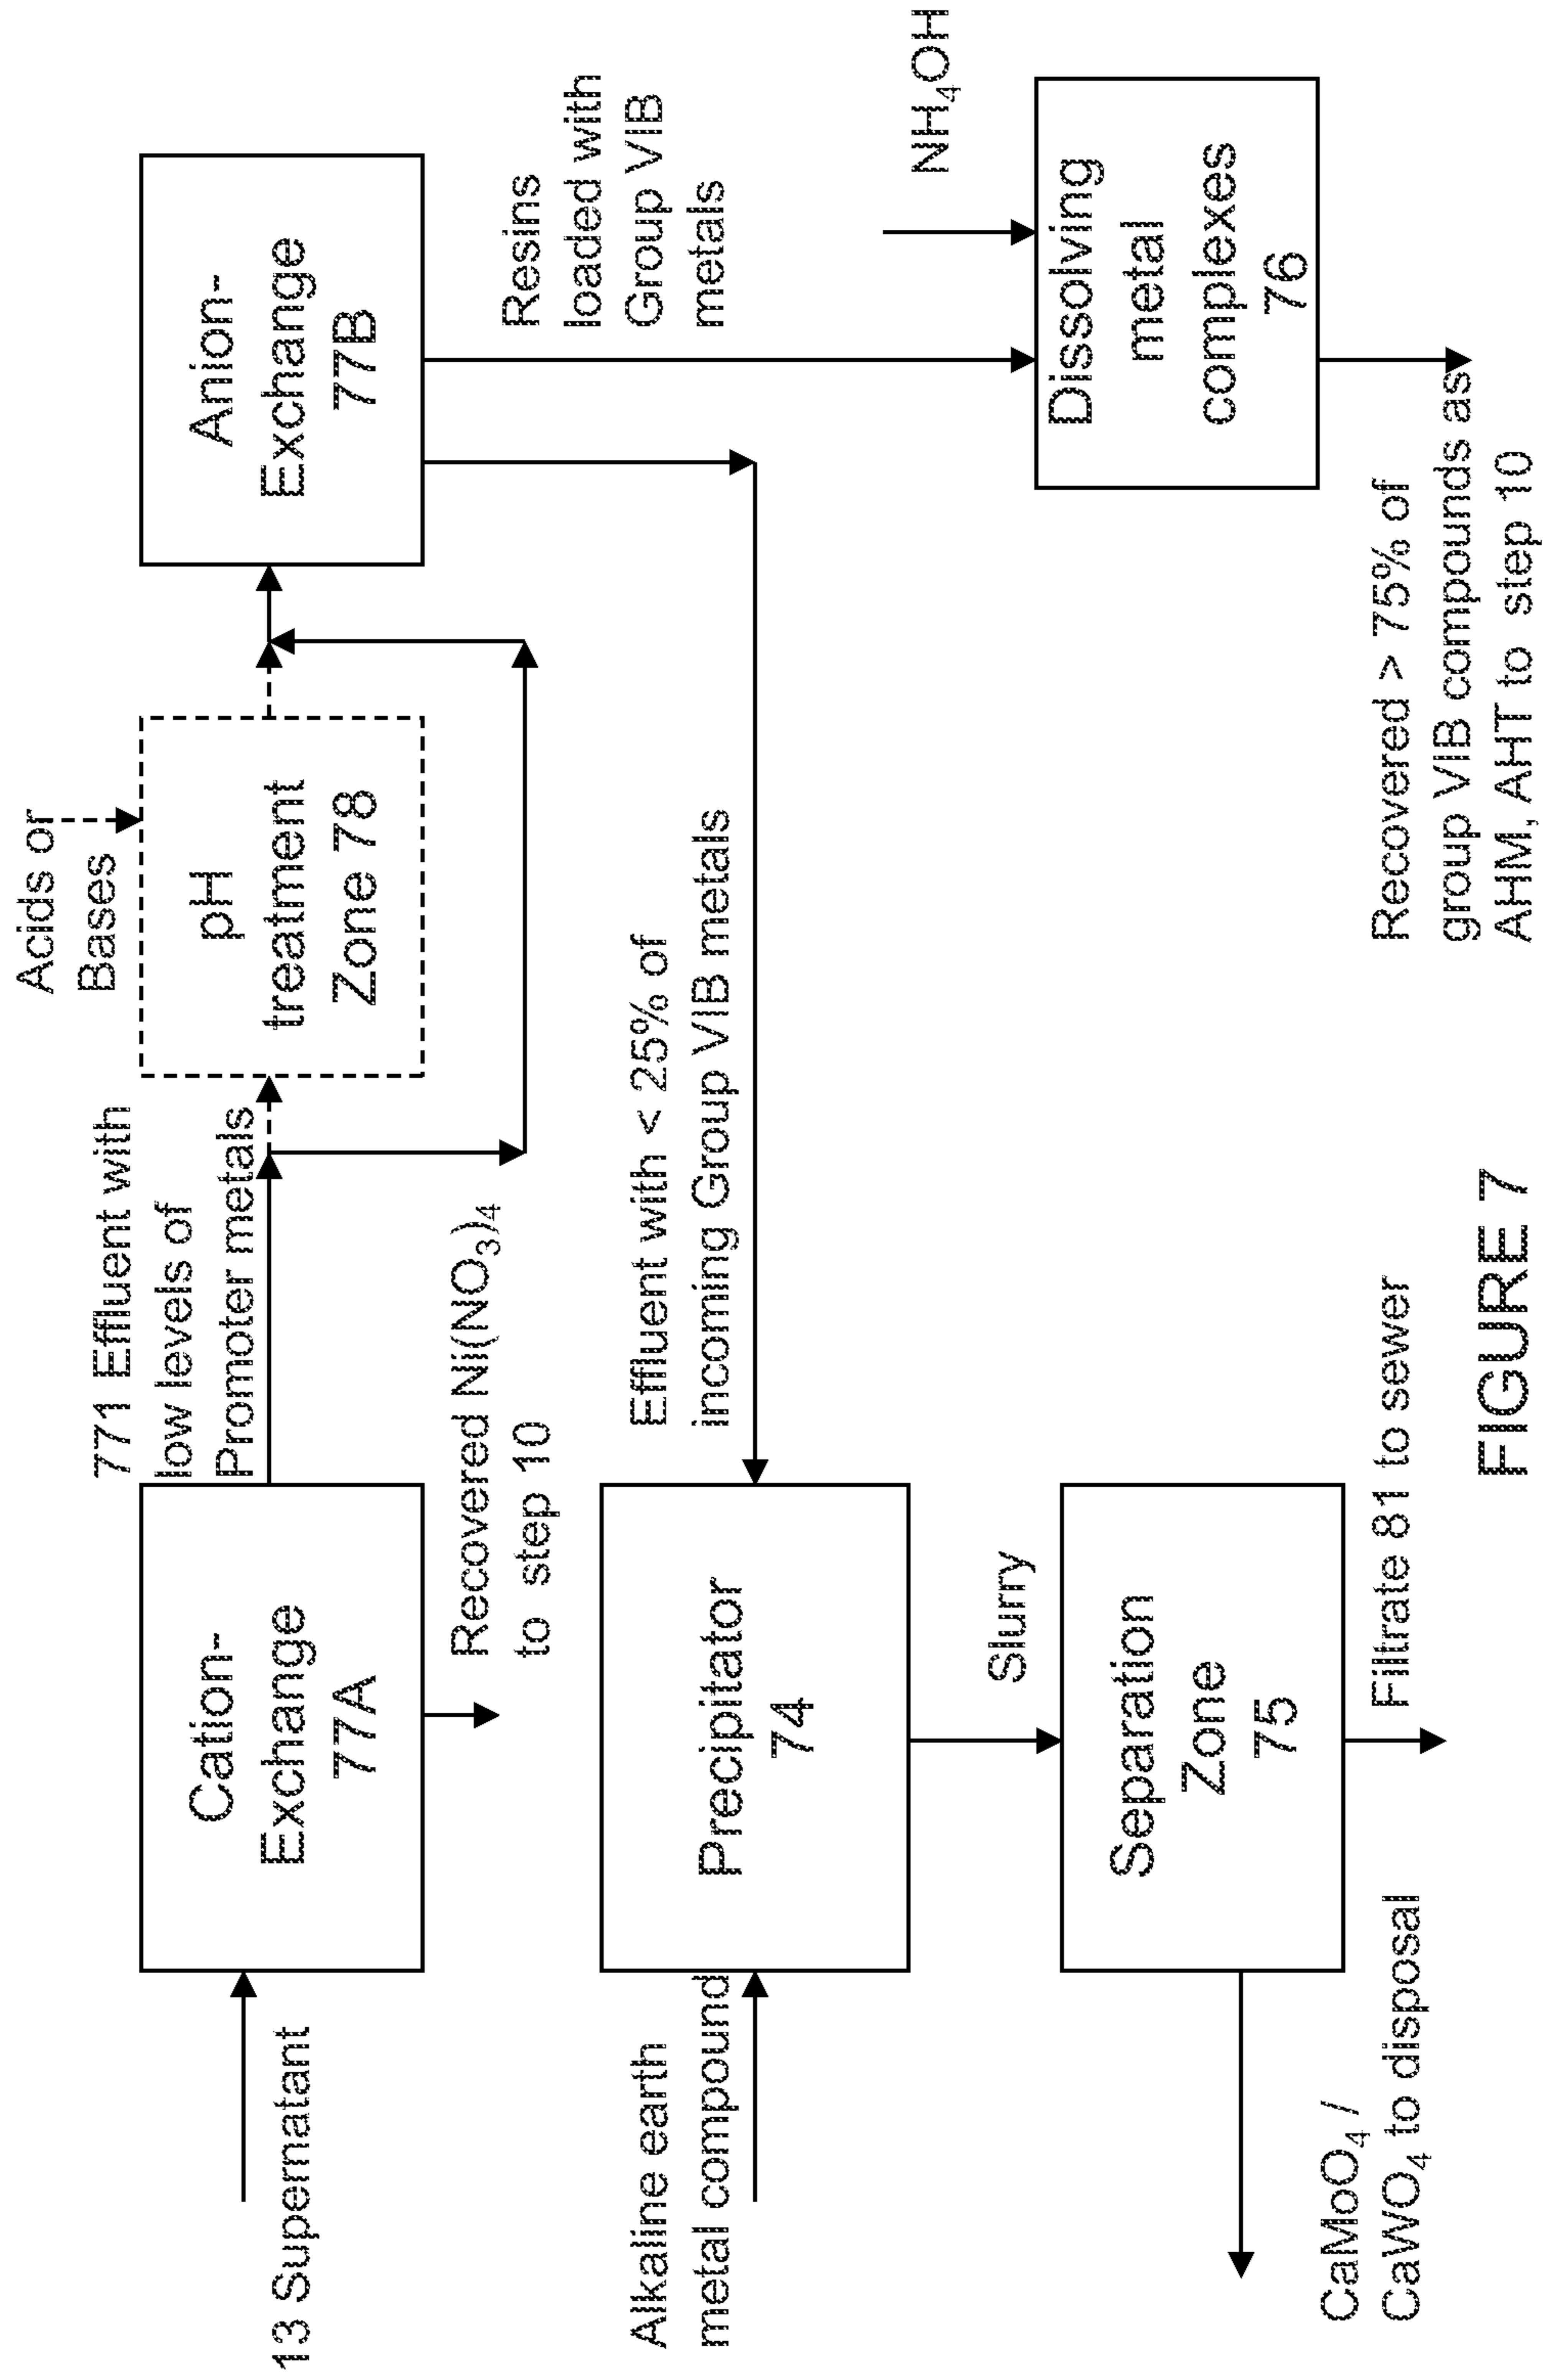 13 Supernatant
Cation-
Exchange
77A
771 Effluent with
low levels of
Promoter metals
Recovered Ni(NO₃)₄
to step 10
Acids or
Bases
pH
treatment
Zone 78
Anion-
Exchange
77B
Resins
loaded with
Group VIB
metals
Alkaline earth
metal compound
Precipitator
74
Effluent with < 25% of
incoming Group VIB metals
NH₄OH
Slurry
Separation
Zone
75
Dissolving
metal
complexes
76
CaMoO₄ /
CaWO₄ to disposal
Filtrate 81 to sewer
Recovered > 75% of
group VIB compounds as
AHM, AHT to step 10
FIGURE 7